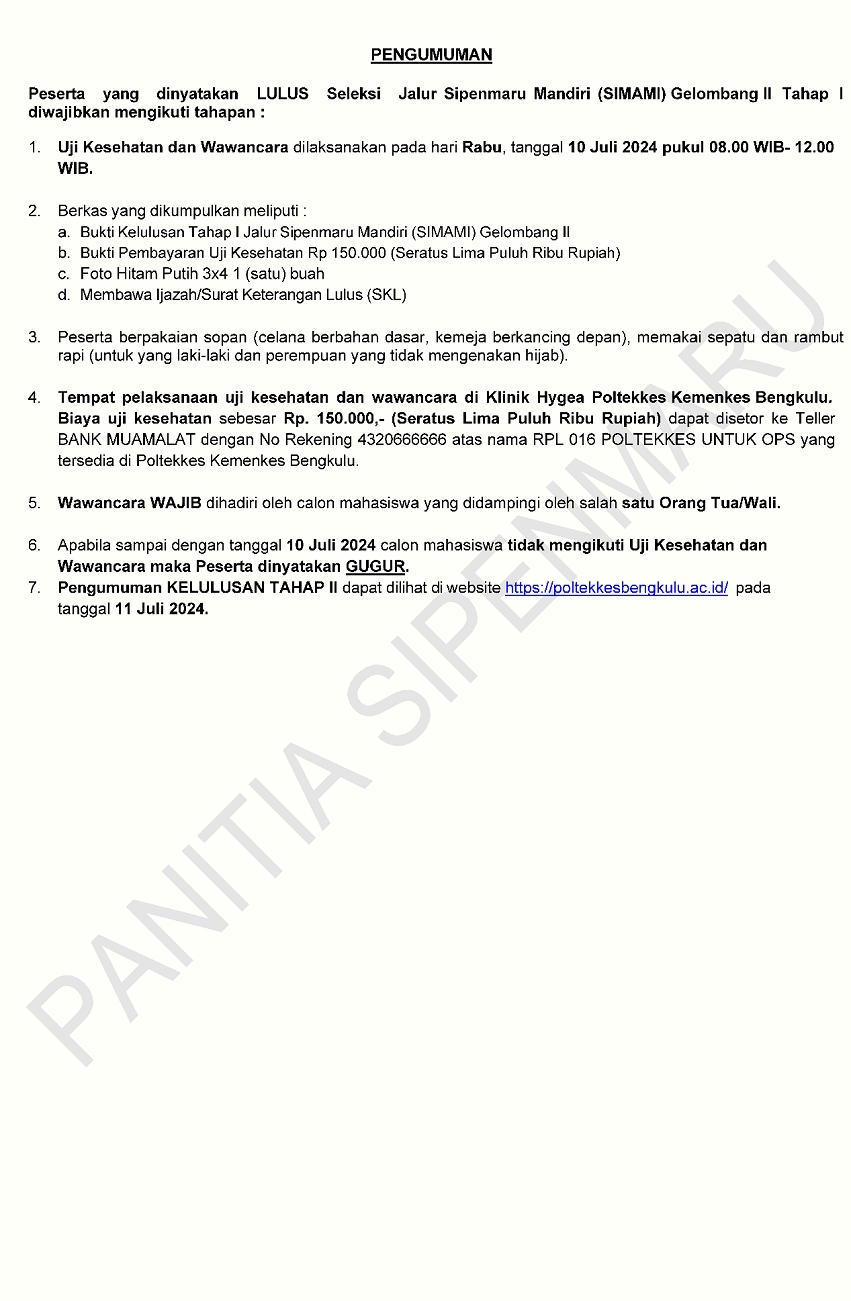 PENGUMUMAN
Peserta yang dinyatakan LULUS Seleksi Jalur Sipenmaru Mandiri (SIMAMI) Gelombang II Tahap I
diwajibkan mengikuti tahapan :
1. Uji Kesehatan dan Wawancara dilaksanakan pada hari Rabu, tanggal 10 Juli 2024 pukul 08.00 WIB- 12.00
WIB.
2. Berkas yang dikumpulkan meliputi :
a. Bukti Kelulusan Tahap I Jalur Sipenmaru Mandiri (SIMAMI) Gelombang II
b. Bukti Pembayaran Uji Kesehatan Rp 150.000 (Seratus Lima Puluh Ribu Rupiah)
c. Foto Hitam Putih 3x4 1 (satu) buah
d. Membawa Ijazah/Surat Keterangan Lulus (SKL)
3. Peserta berpakaian sopan (celana berbahan dasar, kemeja berkancing depan), memakai sepatu dan rambut
rapi (untuk yang laki-laki dan perempuan yang tidak mengenakan hijab).
4. Tempat pelaksanaan uji kesehatan dan wawancara di Klinik Hygea Poltekkes Kemenkes Bengkulu.
Biaya uji kesehatan sebesar Rp. 150.000,- (Seratus Lima Puluh Ribu Rupiah) dapat disetor ke Teller
BANK MUAMALAT dengan No Rekening 4320666666 atas nama RPL 016 POLTEKKES UNTUK OPS yang
tersedia di Poltekkes Kemenkes Bengkulu.
5. Wawancara WAJIB dihadiri oleh calon mahasiswa yang didampingi oleh salah satu Orang Tua/Wali.
6. Apabila sampai dengan tanggal 10 Juli 2024 calon mahasiswa tidak mengikuti Uji Kesehatan dan
Wawancara maka Peserta dinyatakan GUGUR.
7. Pengumuman KELULUSAN TAHAP II dapat dilihat di website https://poltekkesbengkulu.ac.id/ pada
tanggal 11 Juli 2024.
PANITIA SIPENMARU